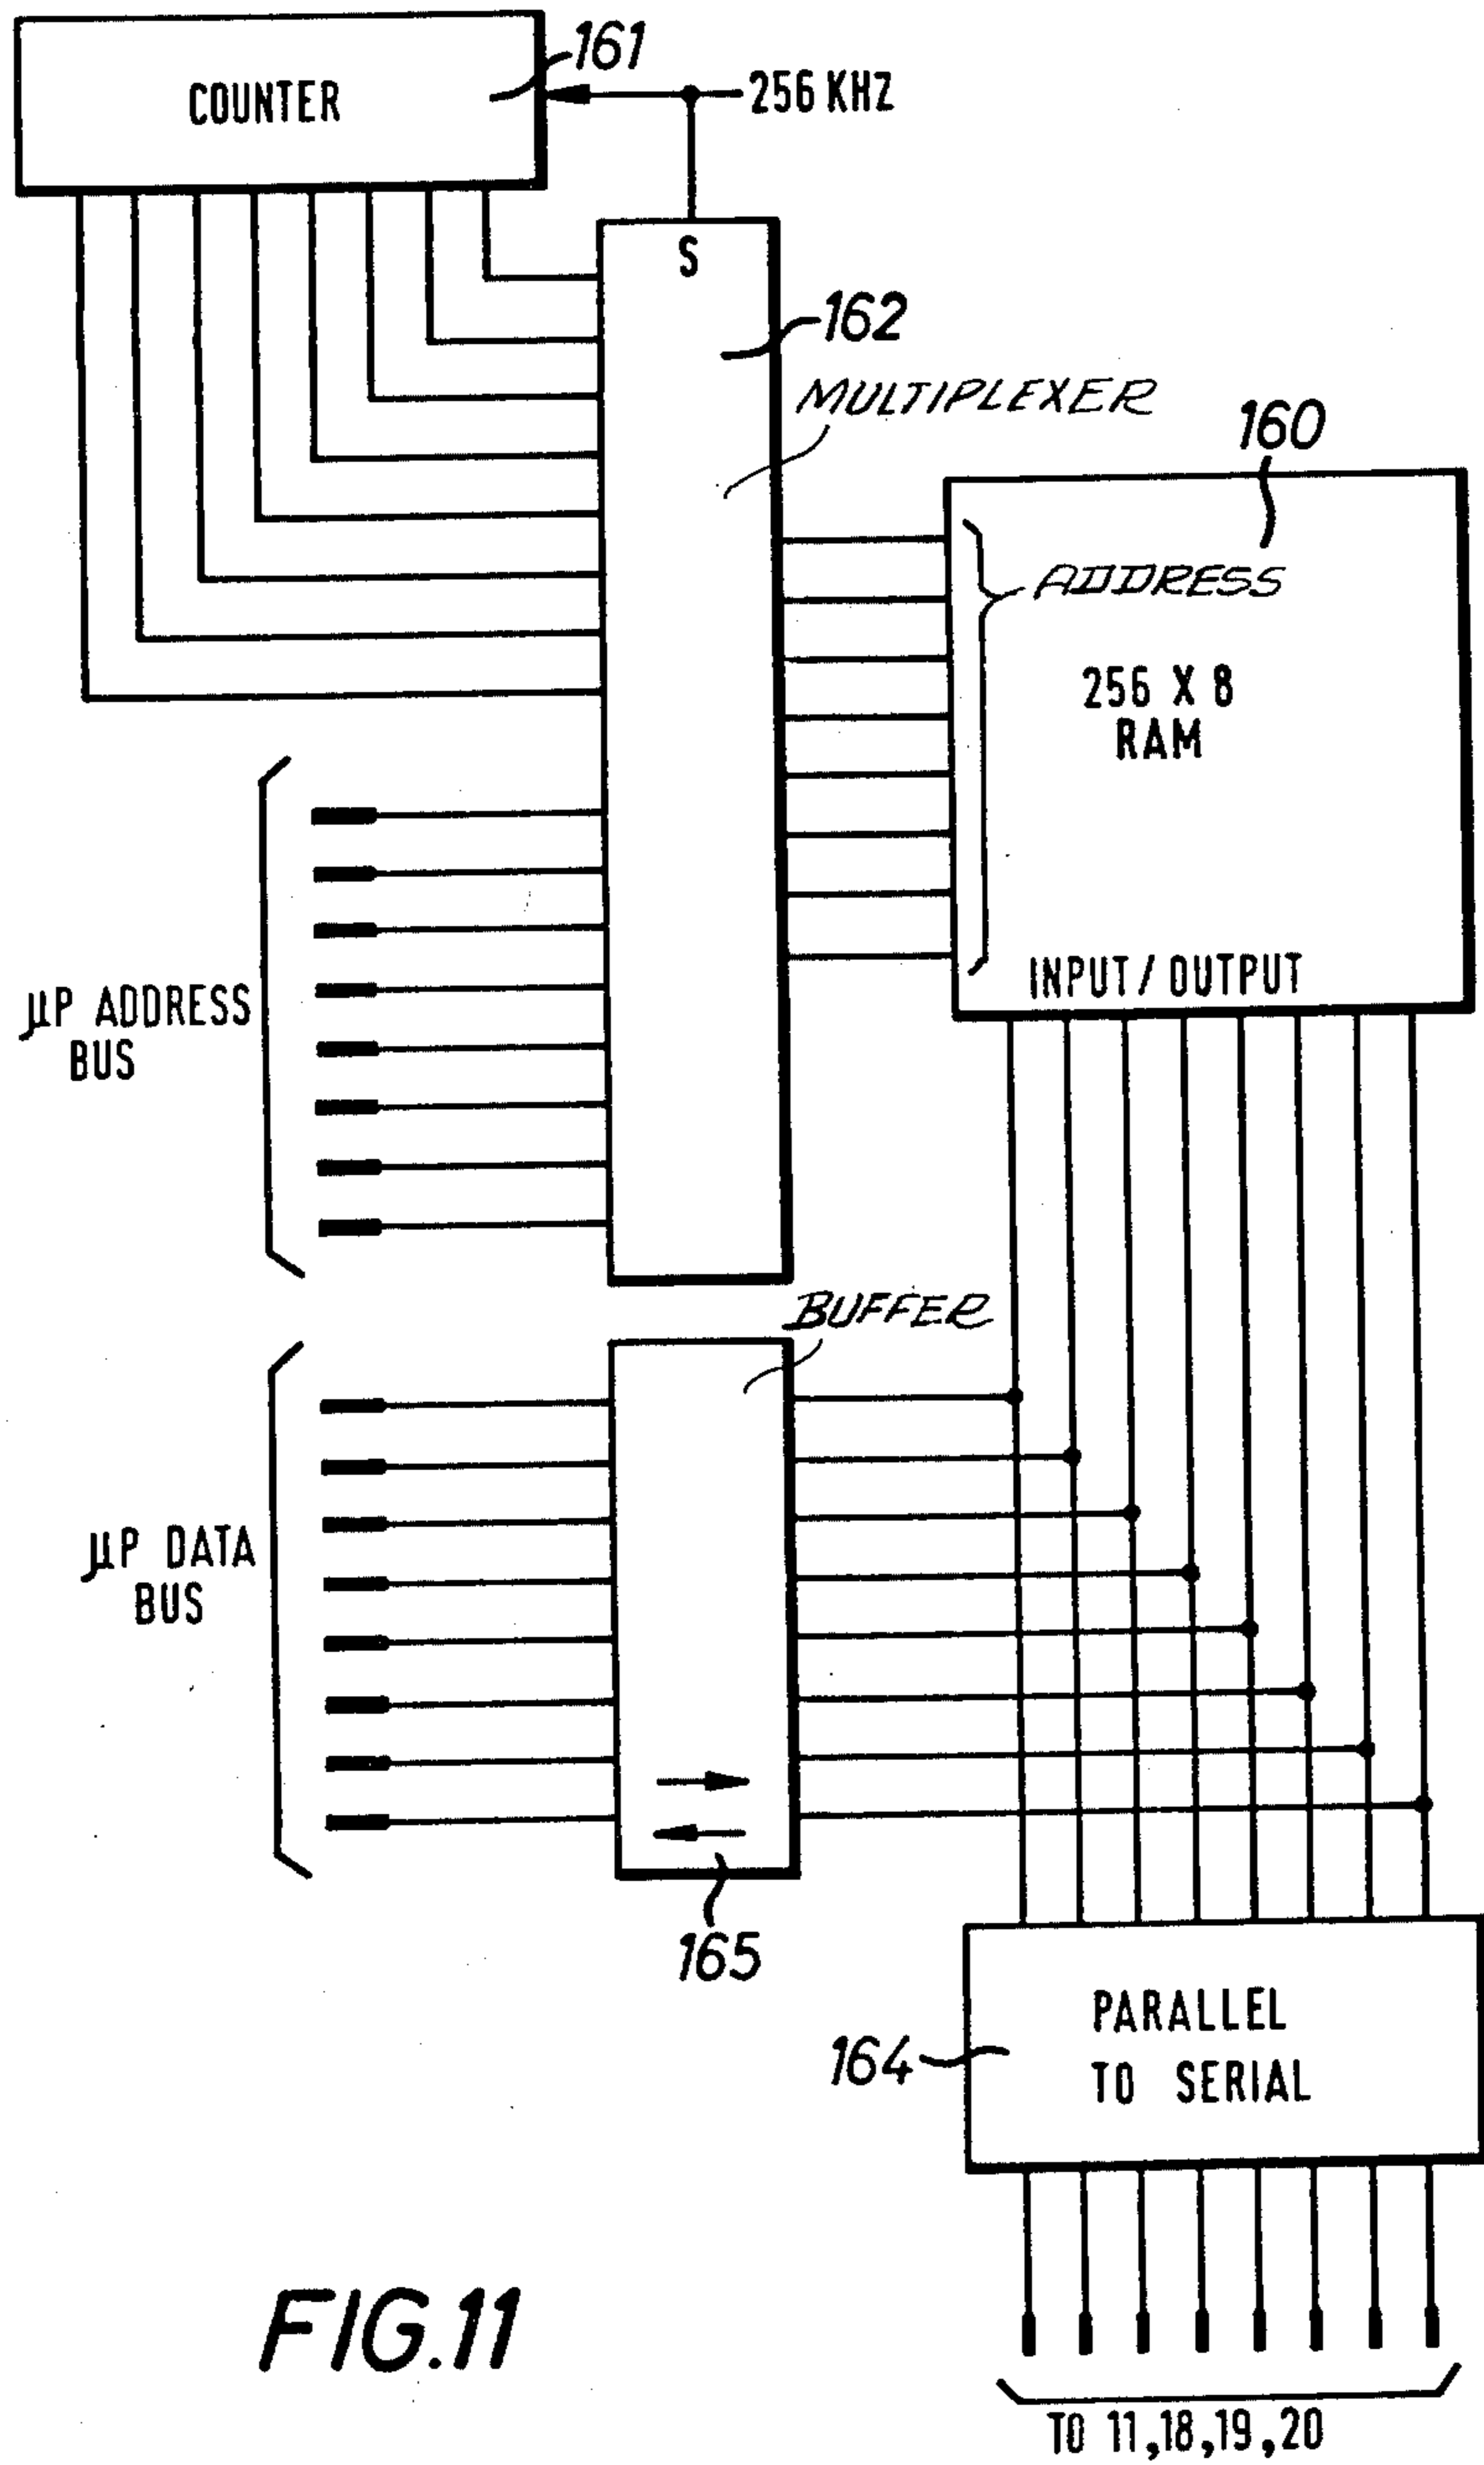 161
COUNTER
256 KHZ
S
162
MULTIPLEXER
160
ADDRESS
256 X 8
RAM
INPUT / OUTPUT
µP ADDRESS
BUS
BUFFER
µP DATA
BUS
165
164
PARALLEL
TO SERIAL
FIG.11
TO 11,18,19,20